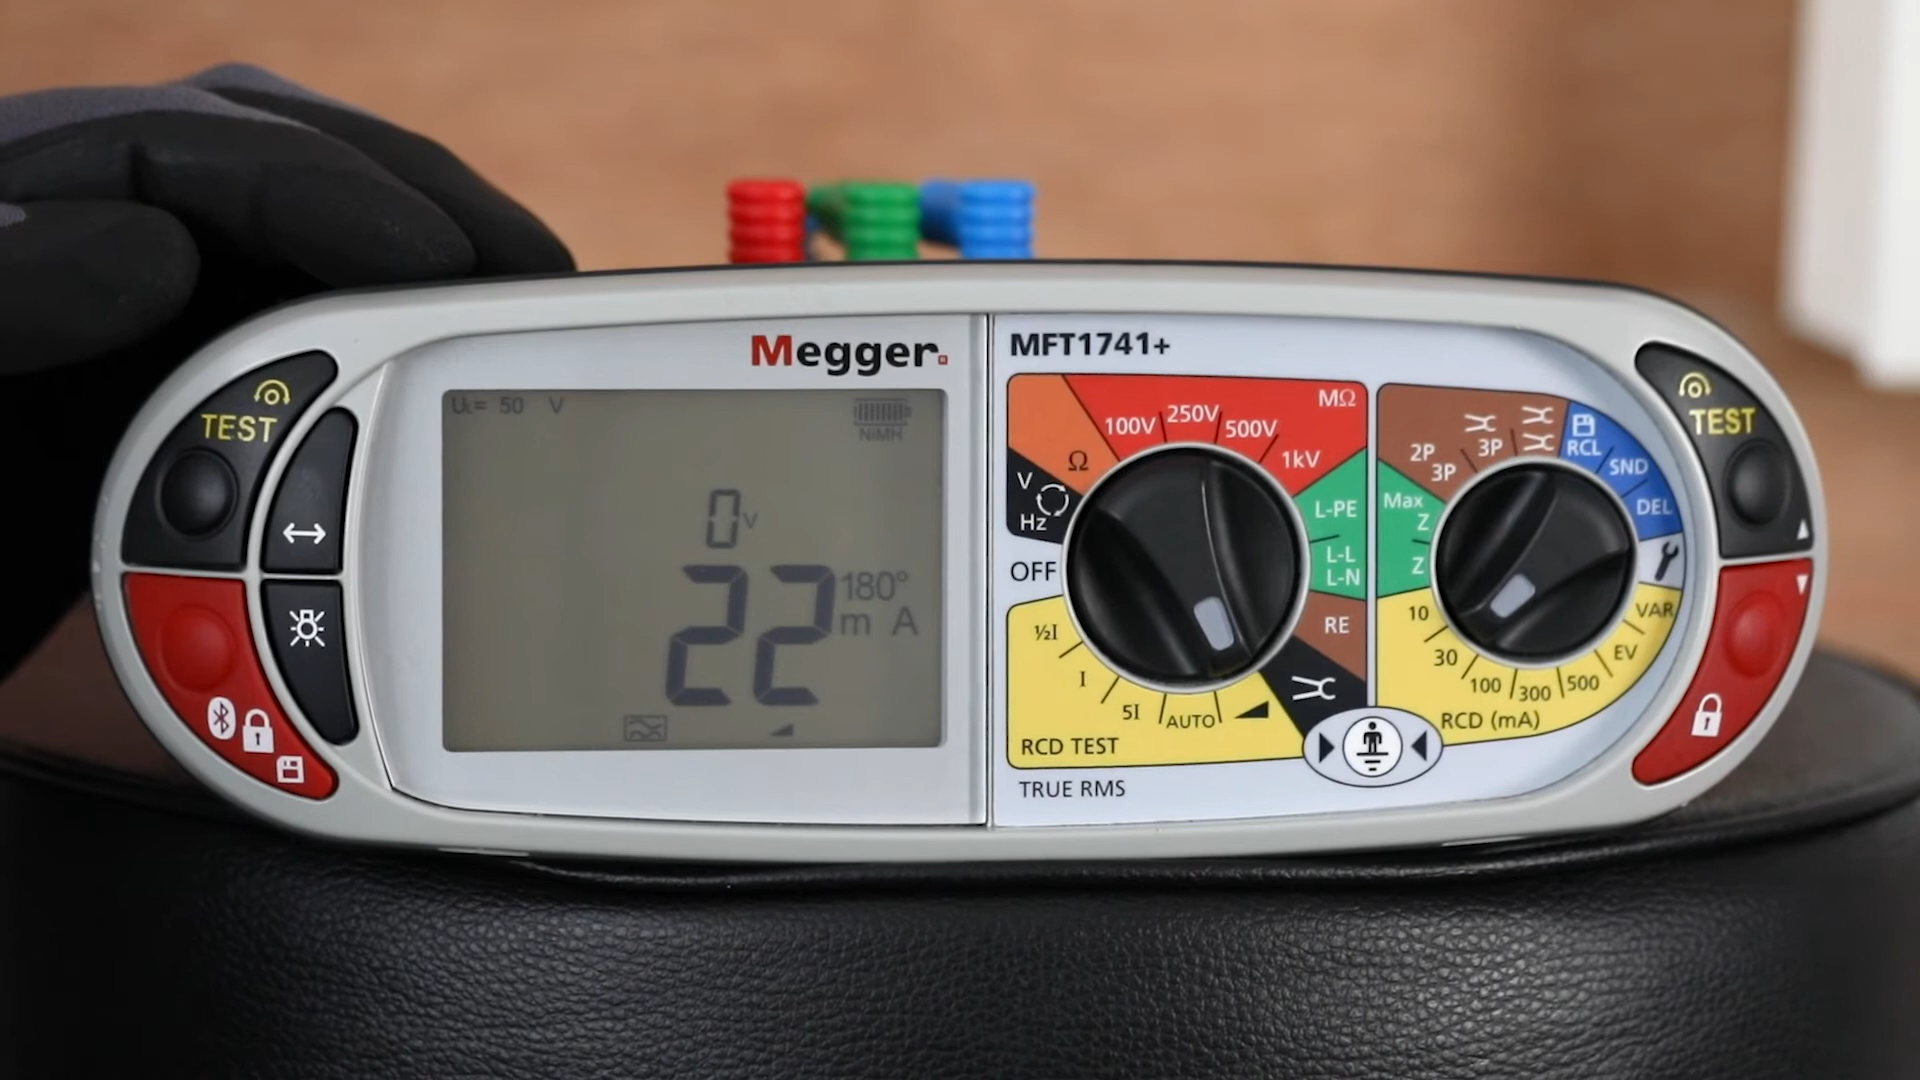 Megger.
MFT1741+
TEST
UL= 50 V
NiMH
0V
22 180° mA
V
Hz
OFF
Ω
100V
250V
500V
1kV
MΩ
L-PE
L-L
L-N
RE
½I
I
5I
AUTO
RCD TEST
TRUE RMS
2P
3P
3P
RCL
SND
DEL
Max
Z
Z
10
30
100
300
500
EV
VAR
RCD (mA)
TEST